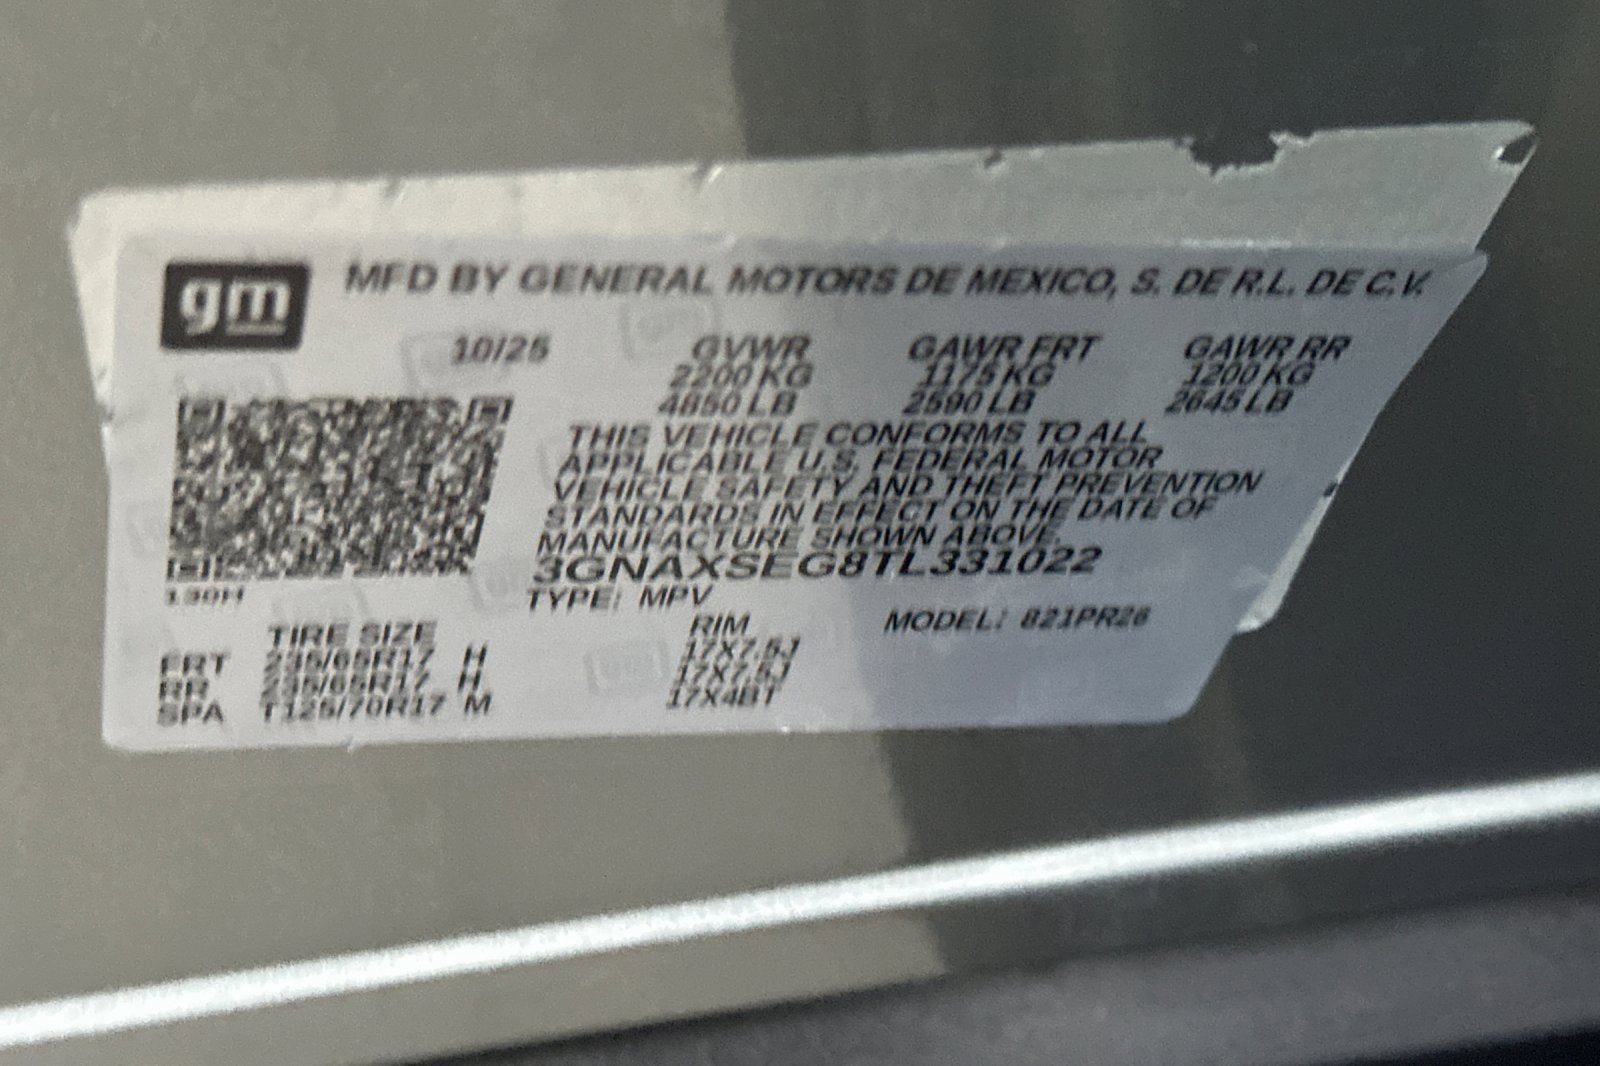 gm MFD BY GENERAL MOTORS DE MEXICO, S. DE R.L. DE C.V.
10/25 GVWR GAWR FRT GAWR RR
2200 KG 1175 KG 1200 KG
4850 LB 2590 LB 2645 LB
THIS VEHICLE CONFORMS TO ALL
APPLICABLE U.S. FEDERAL MOTOR
VEHICLE SAFETY AND THEFT PREVENTION
STANDARDS IN EFFECT ON THE DATE OF
MANUFACTURE SHOWN ABOVE.
3GNAXSEG8TL331022
130H TYPE: MPV MODEL: 821PR26
TIRE SIZE RIM
FRT 235/65R17 H 17X7.5J
RR 235/65R17 H 17X7.5J
SPA T125/70R17 M 17X4BT